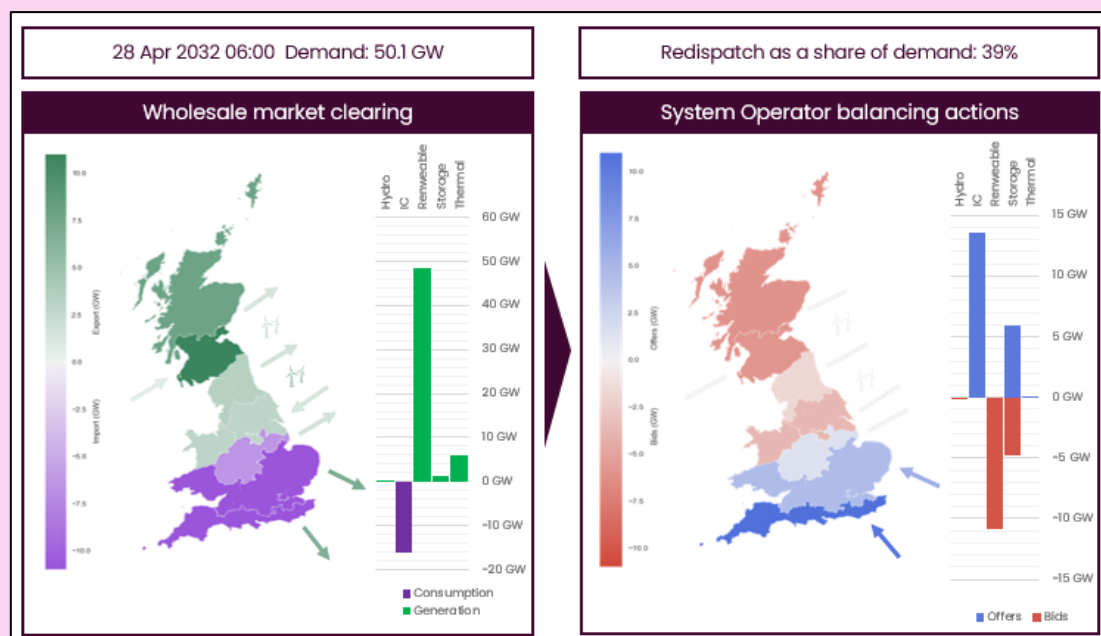 28 Apr 2032 06:00 Demand: 50.1 GW
Redispatch as a share of demand: 39%
Wholesale market clearing
10.0
7.5
5.0
2.5
0.0
-2.5
-5.0
-7.5
-10.0
Export (GW)
Import (GW)
Hydro
IC
Renweable
Storage
Thermal
60 GW
50 GW
40 GW
30 GW
20 GW
10 GW
0 GW
-10 GW
-20 GW
Consumption
Generation
System Operator balancing actions
10.0
7.5
5.0
2.5
0.0
-2.5
-5.0
-7.5
-10.0
Offers (GW)
Bids (GW)
Hydro
IC
Renweable
Storage
Thermal
15 GW
10 GW
5 GW
0 GW
-5 GW
-10 GW
-15 GW
Offers Bids